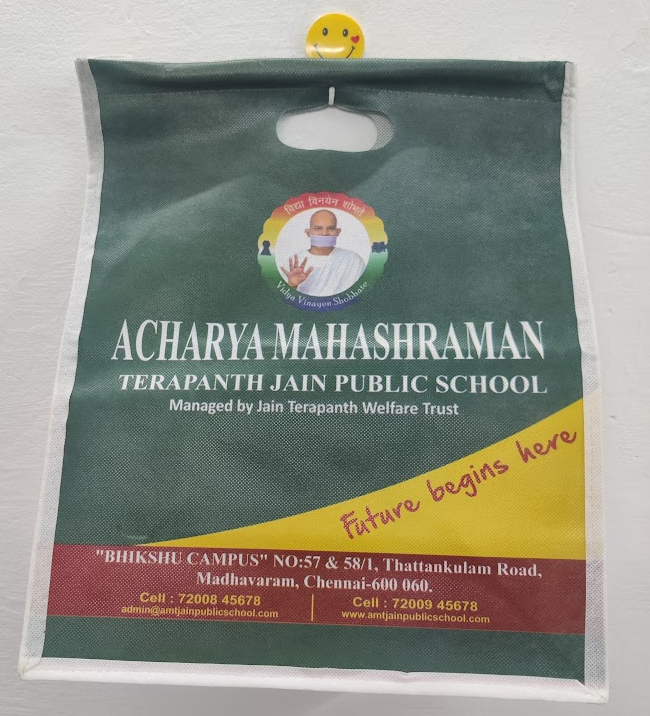 विद्या विनयेन शोभते
Vidya Vinayen Shobhate
ACHARYA MAHASHRAMAN
TERAPANTH JAIN PUBLIC SCHOOL
Managed by Jain Terapanth Welfare Trust
Future begins here
"BHIKSHU CAMPUS" NO:57 & 58/1, Thattankulam Road,
Madhavaram, Chennai-600 060.
Cell : 72008 45678
admin@amtjainpublicschool.com
Cell : 72009 45678
www.amtjainpublicschool.com